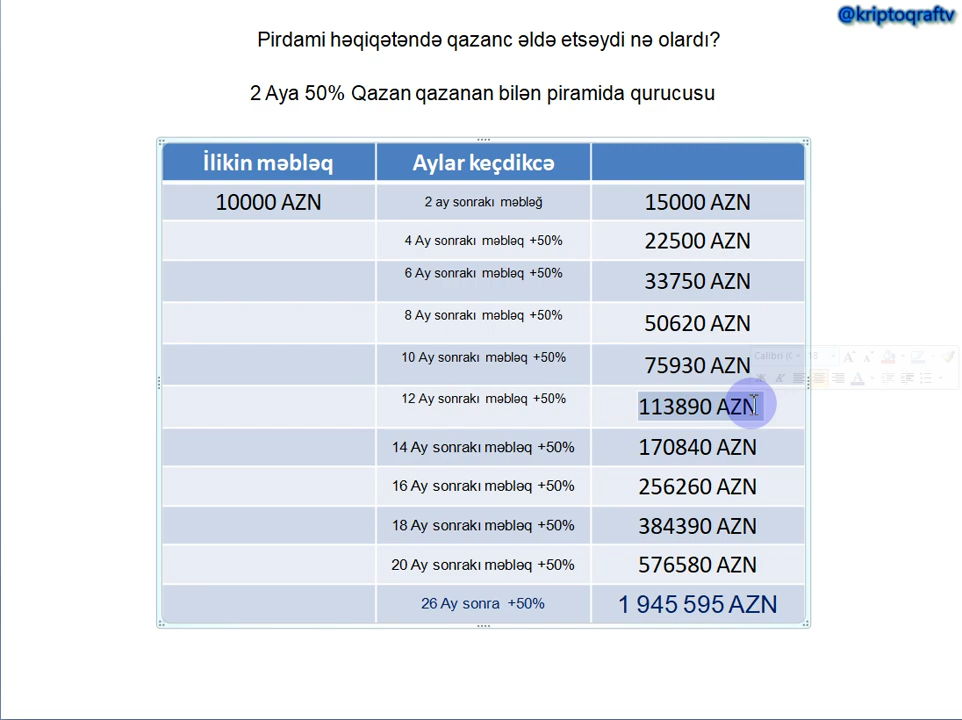 @kriptoqraftv
Pirdami həqiqətəndə qazanc əldə etsəydi nə olardı?
2 Aya 50% Qazan qazanan bilən piramida qurucusu
İlikin məbləq Aylar keçdikcə
10000 AZN 2 ay sonrakı məbləğ 15000 AZN
4 Ay sonrakı məbləq +50% 22500 AZN
6 Ay sonrakı məbləq +50% 33750 AZN
8 Ay sonrakı məbləq +50% 50620 AZN
10 Ay sonrakı məbləq +50% 75930 AZN
12 Ay sonrakı məbləq +50% 113890 AZN
14 Ay sonrakı məbləq +50% 170840 AZN
16 Ay sonrakı məbləq +50% 256260 AZN
18 Ay sonrakı məbləq +50% 384390 AZN
20 Ay sonrakı məbləq +50% 576580 AZN
26 Ay sonra +50% 1 945 595 AZN